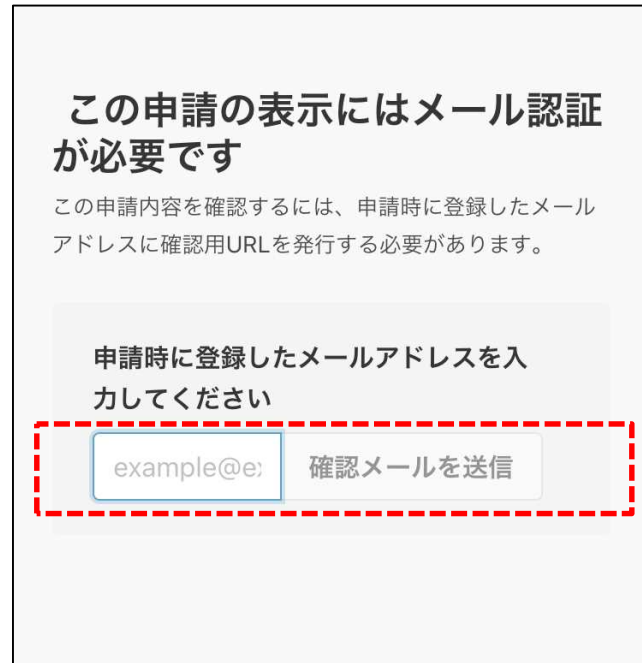 この申請の表示にはメール認証
が必要です
この申請内容を確認するには、申請時に登録したメール
アドレスに確認用URLを発行する必要があります。
申請時に登録したメールアドレスを入
力してください
example@ex 確認メールを送信